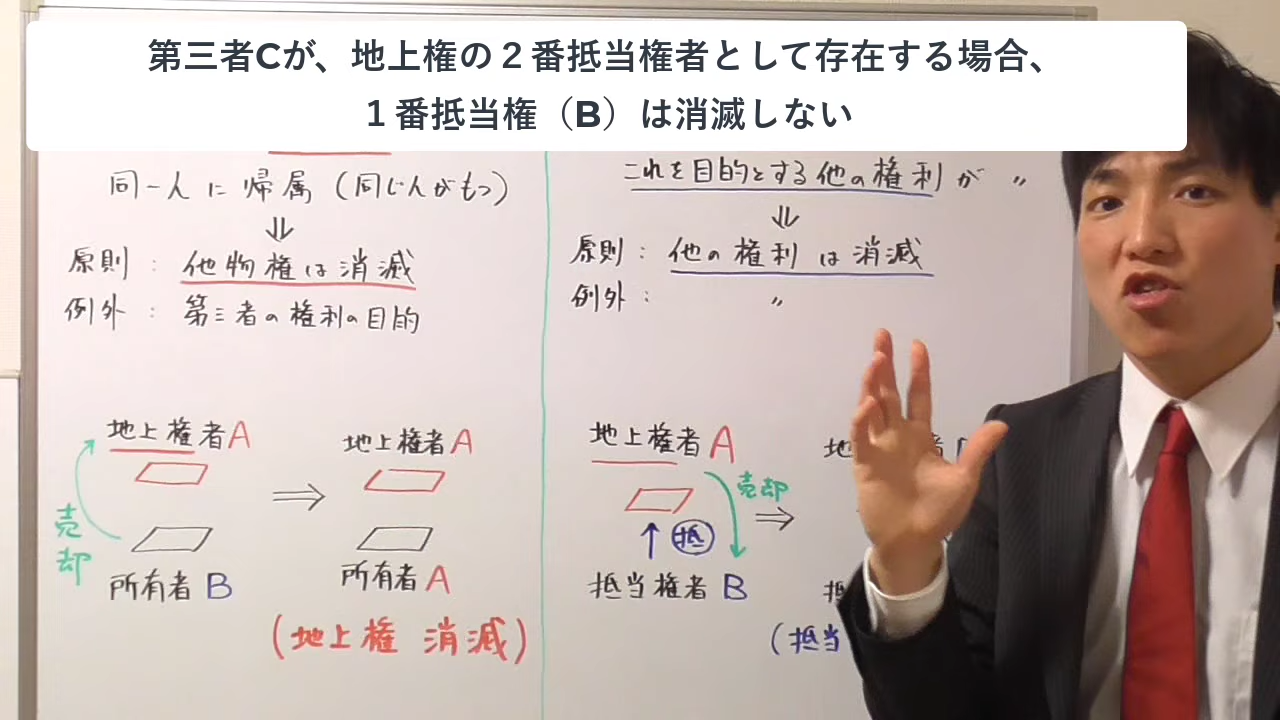 第三者Cが、地上権の２番抵当権者として存在する場合、
１番抵当権（B）は消滅しない
同一人に帰属（同じ人がもつ）
⇓
原則：他物権は消滅
例外：第三者の権利の目的
地上権者A
売却
所有者B
⇒
地上権者A
所有者A
（地上権 消滅）
これを目的とする他の権利が 〃
⇓
原則：他の権利は消滅
例外： 〃
地上権者A
売却
↑ 抵
抵当権者B
⇒
地
者
抵
（抵当